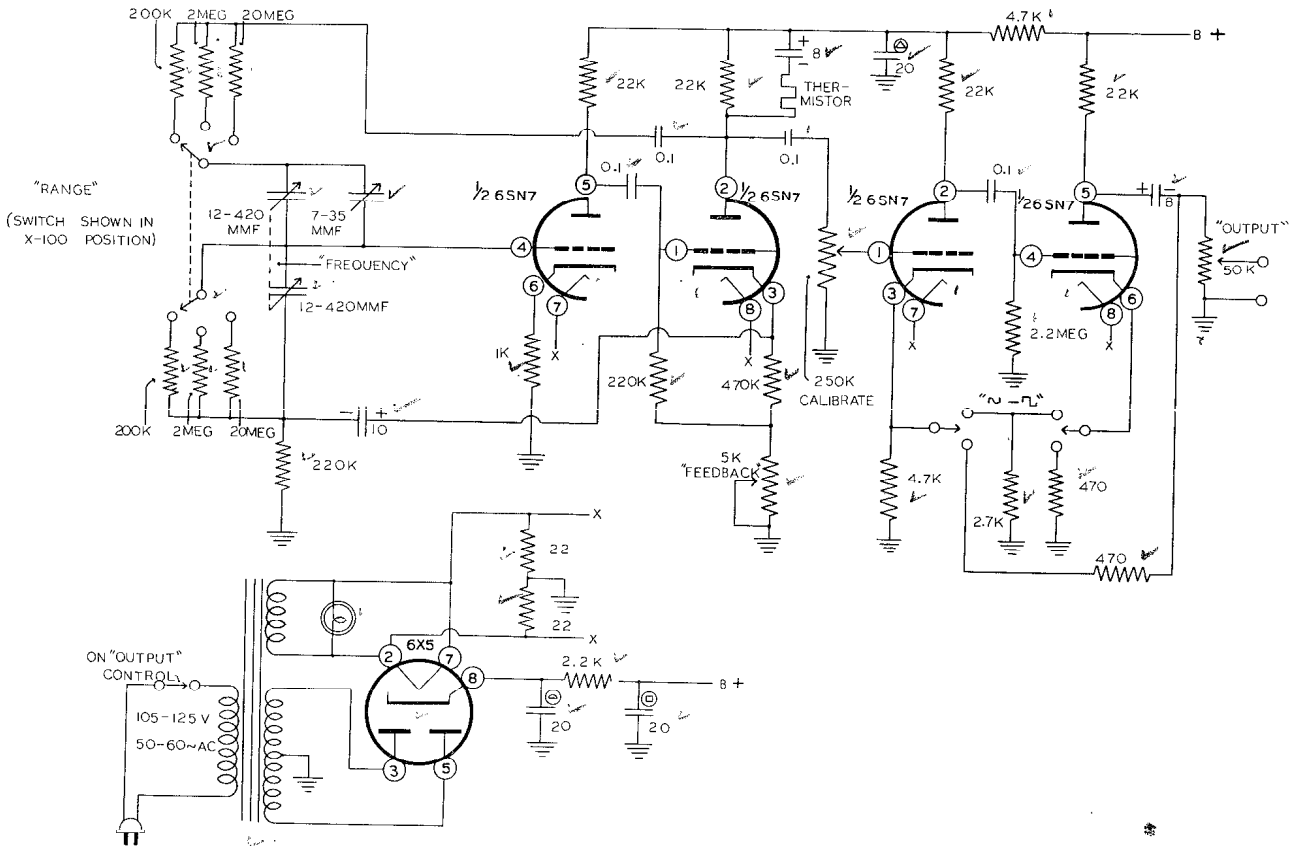 200K 2MEG 20MEG
4.7K
B +
+
8
-
20
THER-
MISTOR
22K
22K
22K
22K
0.1
0.1
0.1
0.1
"RANGE"
(SWITCH SHOWN IN
X-100 POSITION)
12-420
MMF
7-35
MMF
"FREQUENCY"
12-420MMF
5
1/2 6SN7
2
1/2 6SN7
1/2 6SN7
2
1/2 6SN7
5
+
8
"OUTPUT"
50K
4
1
1
4
6
7
8
3
3
7
8
6
X
X
X
X
1K
220K
470K
250K
CALIBRATE
2.2MEG
"~ – ⊓"
200K
2MEG
20MEG
- +
10
220K
5K
"FEEDBACK"
4.7K
2.7K
470
470
X
22
22
X
6X5
2
7
8
2.2K
B +
20
20
ON "OUTPUT"
CONTROL
105-125 V
50-60~AC
3
5